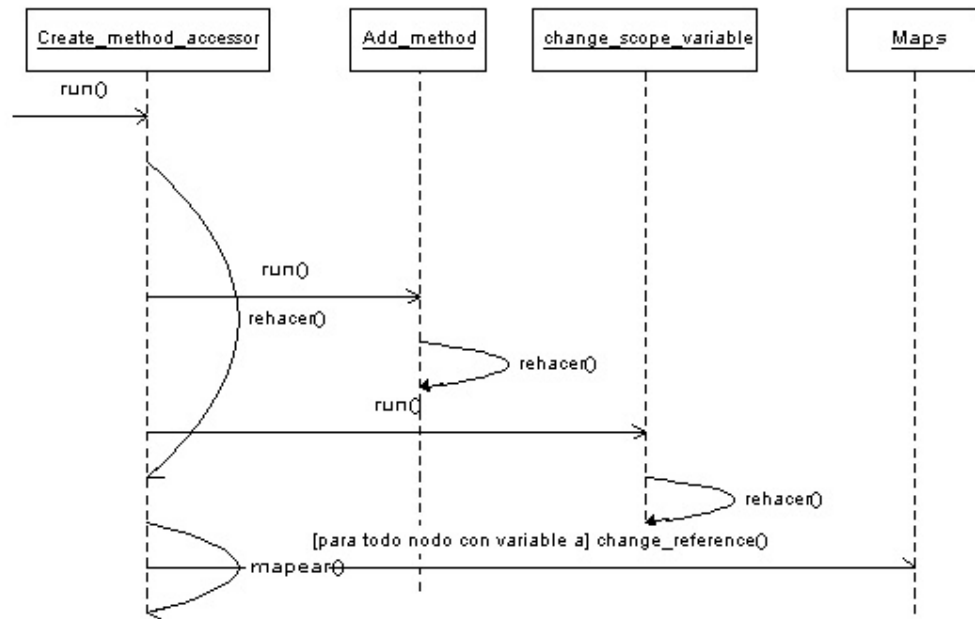 Create_method_accessor
Add_method
change_scope_variable
Maps
run()
run()
rehacer()
rehacer()
run()
rehacer()
[para todo nodo con variable a] change_reference()
mapear()